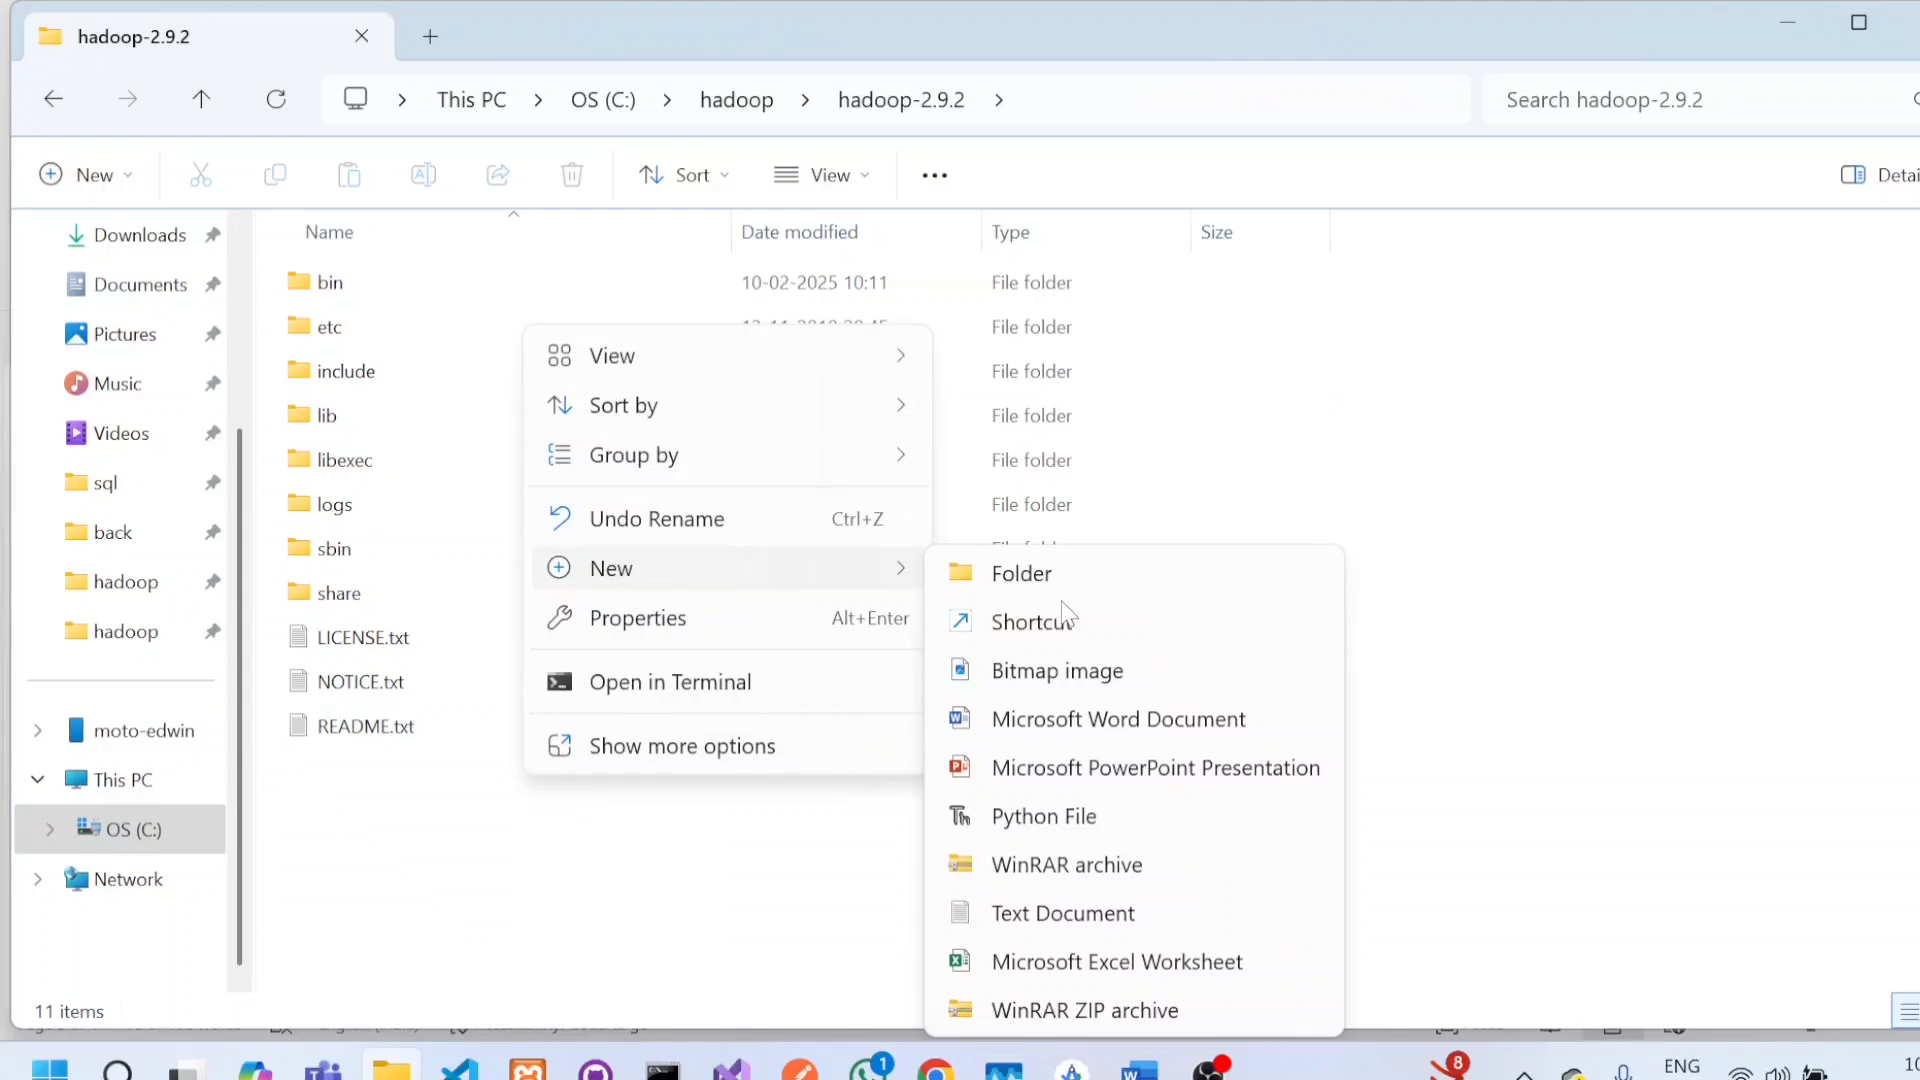 hadoop-2.9.2
This PC
OS (C:)
hadoop
hadoop-2.9.2
Search hadoop-2.9.2
New
Sort
View
Detai
Name
Date modified
Type
Size
Downloads
Documents
Pictures
Music
Videos
sql
back
hadoop
hadoop
moto-edwin
This PC
OS (C:)
Network
bin
10-02-2025 10:11
File folder
etc
File folder
include
File folder
lib
File folder
libexec
File folder
logs
File folder
sbin
share
LICENSE.txt
NOTICE.txt
README.txt
View
Sort by
Group by
Undo Rename
Ctrl+Z
New
Properties
Alt+Enter
Open in Terminal
Show more options
Folder
Shortcut
Bitmap image
Microsoft Word Document
Microsoft PowerPoint Presentation
Python File
WinRAR archive
Text Document
Microsoft Excel Worksheet
WinRAR ZIP archive
11 items
1
8
ENG